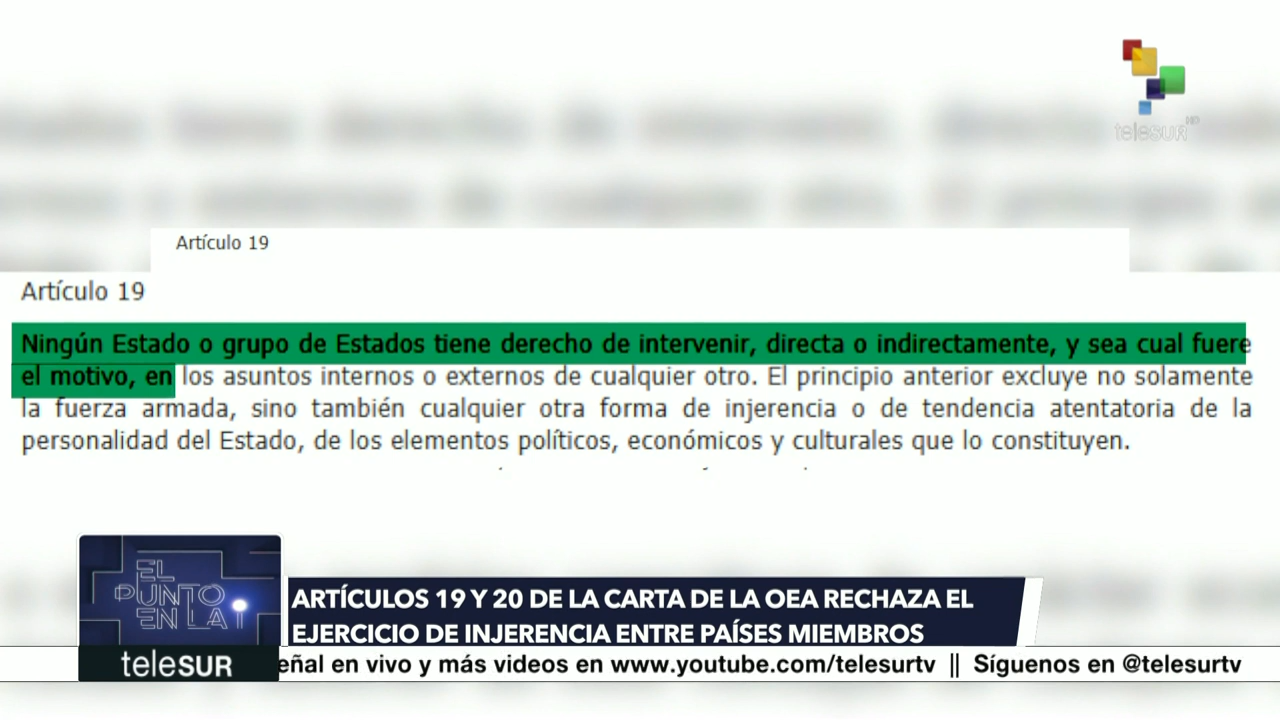 teleSUR HD
Artículo 19
Artículo 19
Ningún Estado o grupo de Estados tiene derecho de intervenir, directa o indirectamente, y sea cual fuere
el motivo, en los asuntos internos o externos de cualquier otro. El principio anterior excluye no solamente
la fuerza armada, sino también cualquier otra forma de injerencia o de tendencia atentatoria de la
personalidad del Estado, de los elementos políticos, económicos y culturales que lo constituyen.
EL
PUNTO
EN LA i
ARTÍCULOS 19 Y 20 DE LA CARTA DE LA OEA RECHAZA EL
EJERCICIO DE INJERENCIA ENTRE PAÍSES MIEMBROS
teleSUR
eñal en vivo y más videos en www.youtube.com/telesurtv || Síguenos en @telesurtv